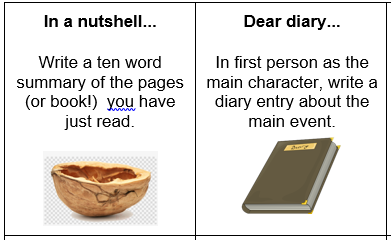 In a nutshell...
Write a ten word
summary of the pages
(or book!)  you have
just read.
Dear diary...
In first person as the
main character, write a
diary entry about the
main event.
Diary